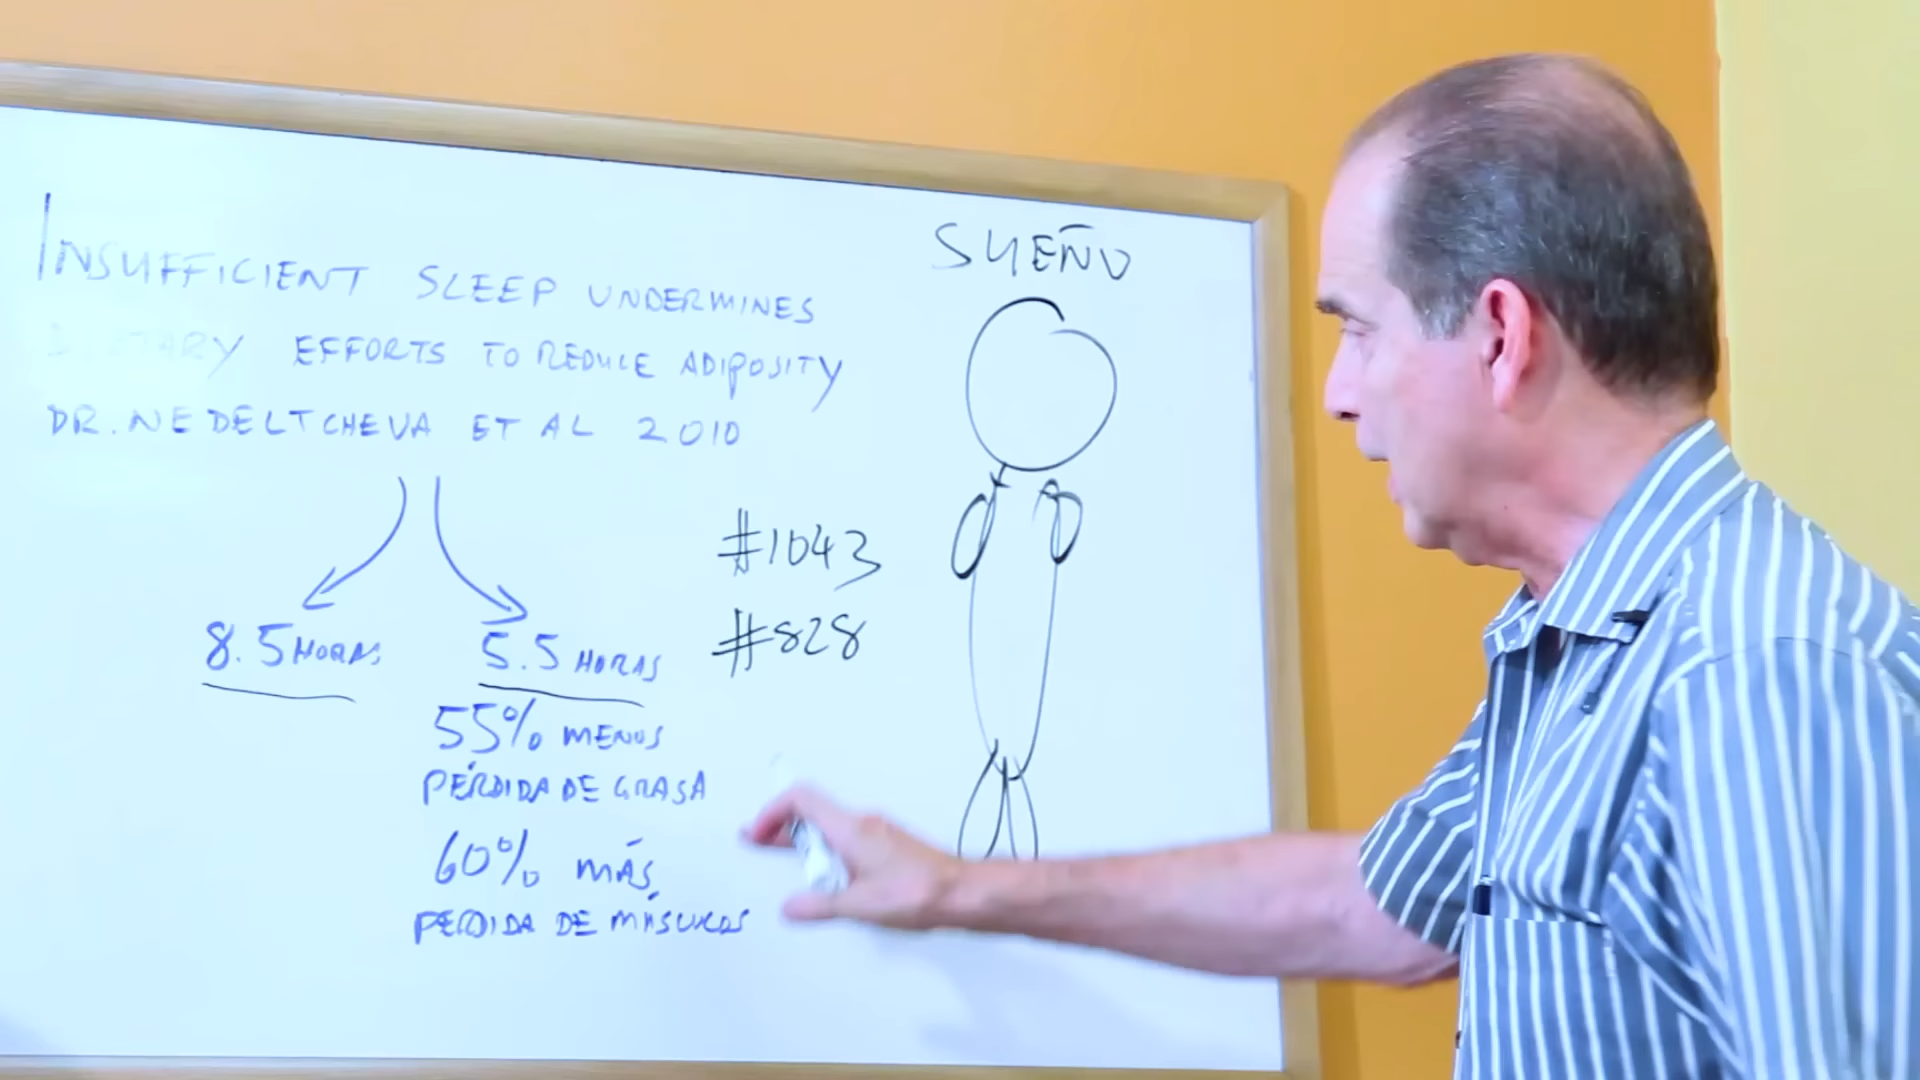 INSUFFICIENT SLEEP UNDERMINES
DIETARY EFFORTS TO REDUCE ADIPOSITY
DR. NEDELTCHEVA ET AL 2010
8.5 HORAS
5.5 HORAS
55% MENOS
PÉRDIDA DE GRASA
60% MÁS
PÉRDIDA DE MÚSCULOS
#1043
#828
SUEÑO